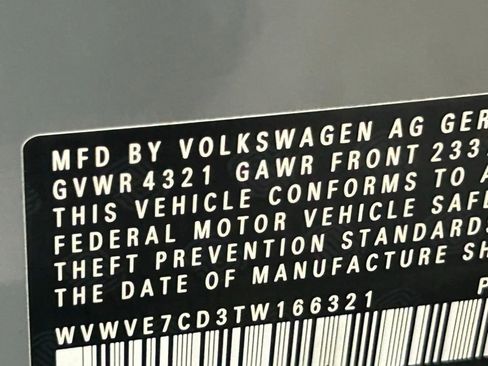 MFD BY VOLKSWAGEN AG GER
GVWR 4321 GAWR FRONT 233
THIS VEHICLE CONFORMS TO A
FEDERAL MOTOR VEHICLE SAFE
THEFT PREVENTION STANDARDS
THE DATE OF MANUFACTURE SH
WVWVE7CD3TW166321 P